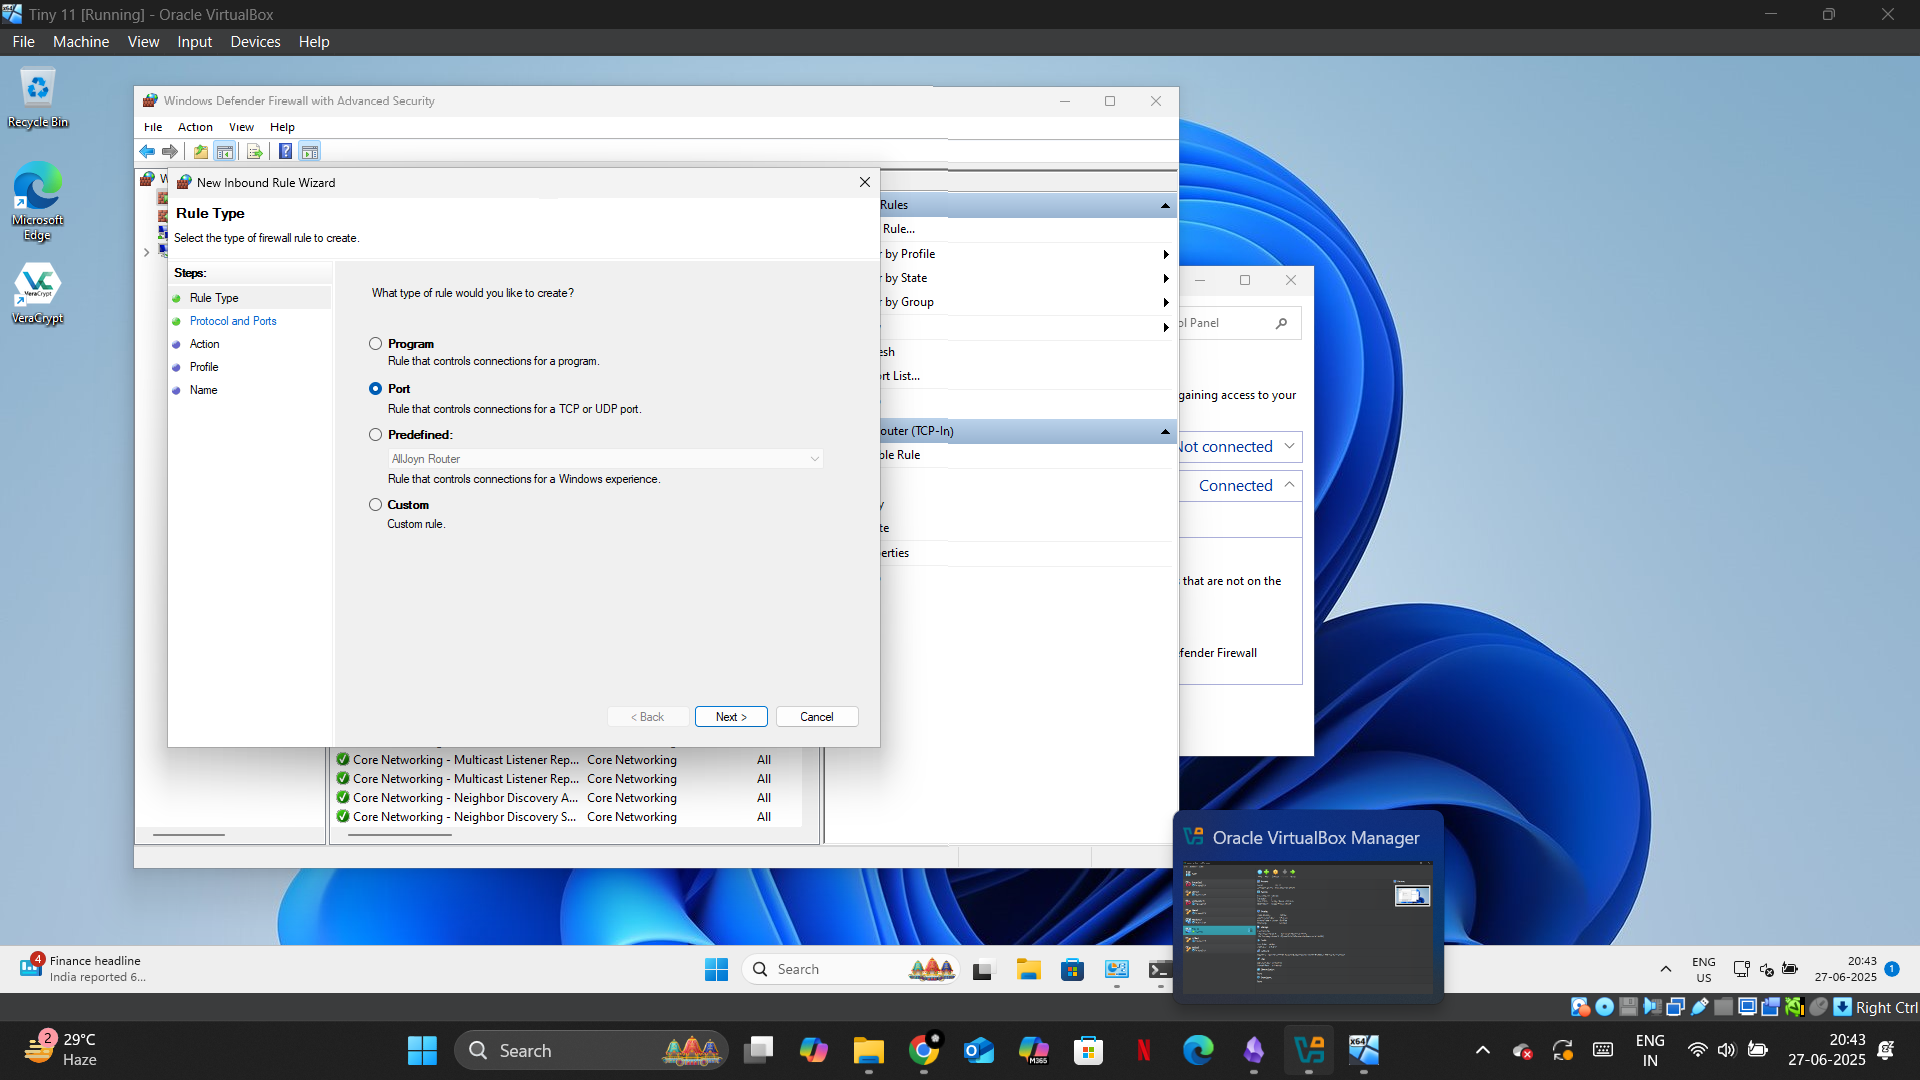 Tiny 11 [Running] - Oracle VirtualBox
File Machine View Input Devices Help
Recycle Bin
Microsoft
Edge
VeraCrypt
VeraCrypt
Windows Defender Firewall with Advanced Security
File Action View Help
W
New Inbound Rule Wizard
Rule Type
Select the type of firewall rule to create.
Steps:
Rule Type
Protocol and Ports
Action
Profile
Name
What type of rule would you like to create?
Program
Rule that controls connections for a program.
Port
Rule that controls connections for a TCP or UDP port.
Predefined:
AllJoyn Router
Rule that controls connections for a Windows experience.
Custom
Custom rule.
< Back Next > Cancel
Rules
Rule...
r by Profile
r by State
r by Group
esh
rt List...
outer (TCP-In)
ble Rule
y
te
erties
ol Panel
gaining access to your
Not connected
Connected
s that are not on the
efender Firewall
Core Networking - Multicast Listener Rep... Core Networking All
Core Networking - Multicast Listener Rep... Core Networking All
Core Networking - Neighbor Discovery A... Core Networking All
Core Networking - Neighbor Discovery S... Core Networking All
Oracle VirtualBox Manager
4
Finance headline
India reported 6...
Search
ENG
US
20:43
27-06-2025
1
Right Ctrl
2
29°C
Haze
Search
M365
N
x64
ENG
IN
20:43
27-06-2025